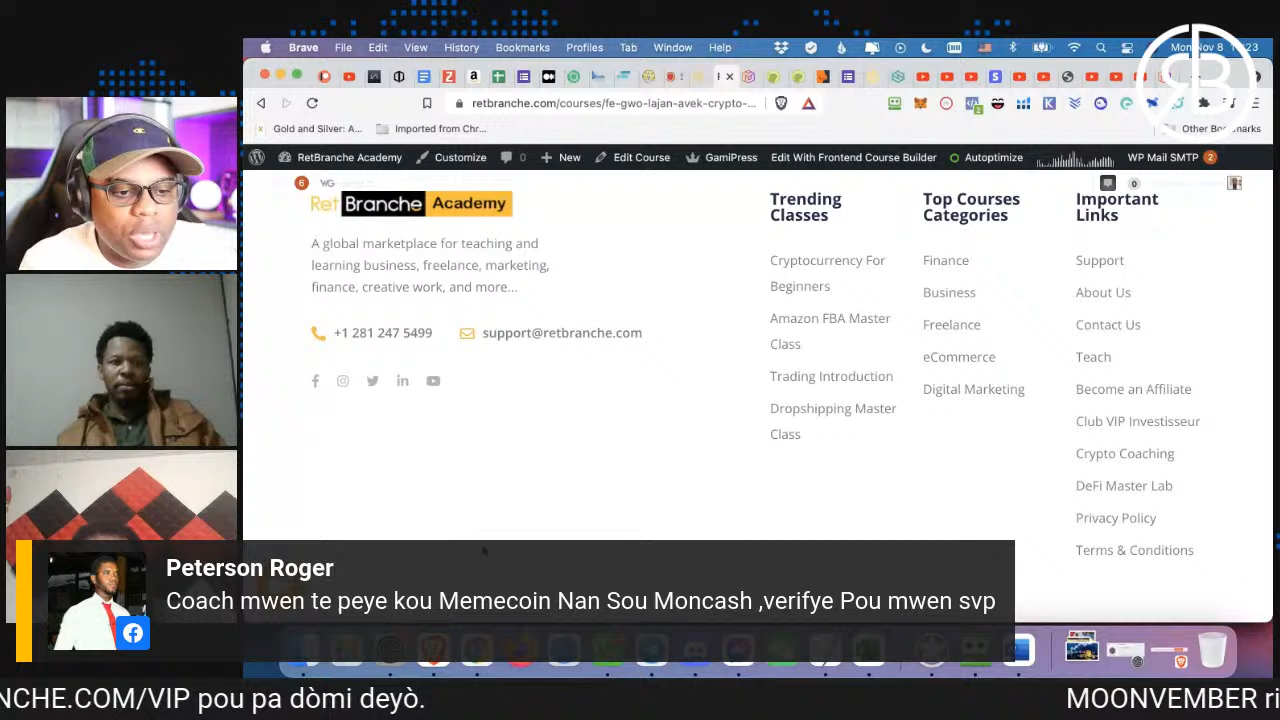 Brave File Edit View History Bookmarks Profiles Tab Window Help
Mon Nov 8
RB
retbranche.com/courses/fe-gwo-lajan-avek-crypto-...
Gold and Silver: A... Imported from Chr... Other Bookmarks
RetBranche Academy Customize 0 New Edit Course GamiPress Edit With Frontend Course Builder Autoptimize WP Mail SMTP 2
6 WG 0
RetBranche Academy
A global marketplace for teaching and
learning business, freelance, marketing,
finance, creative work, and more...
+1 281 247 5499 support@retbranche.com
Trending
Classes
Cryptocurrency For
Beginners
Amazon FBA Master
Class
Trading Introduction
Dropshipping Master
Class
Top Courses
Categories
Finance
Business
Freelance
eCommerce
Digital Marketing
Important
Links
Support
About Us
Contact Us
Teach
Become an Affiliate
Club VIP Investisseur
Crypto Coaching
DeFi Master Lab
Privacy Policy
Terms & Conditions
Peterson Roger
Coach mwen te peye kou Memecoin Nan Sou Moncash ,verifye Pou mwen svp
NCHE.COM/VIP pou pa dòmi deyò. MOONVEMBER ri